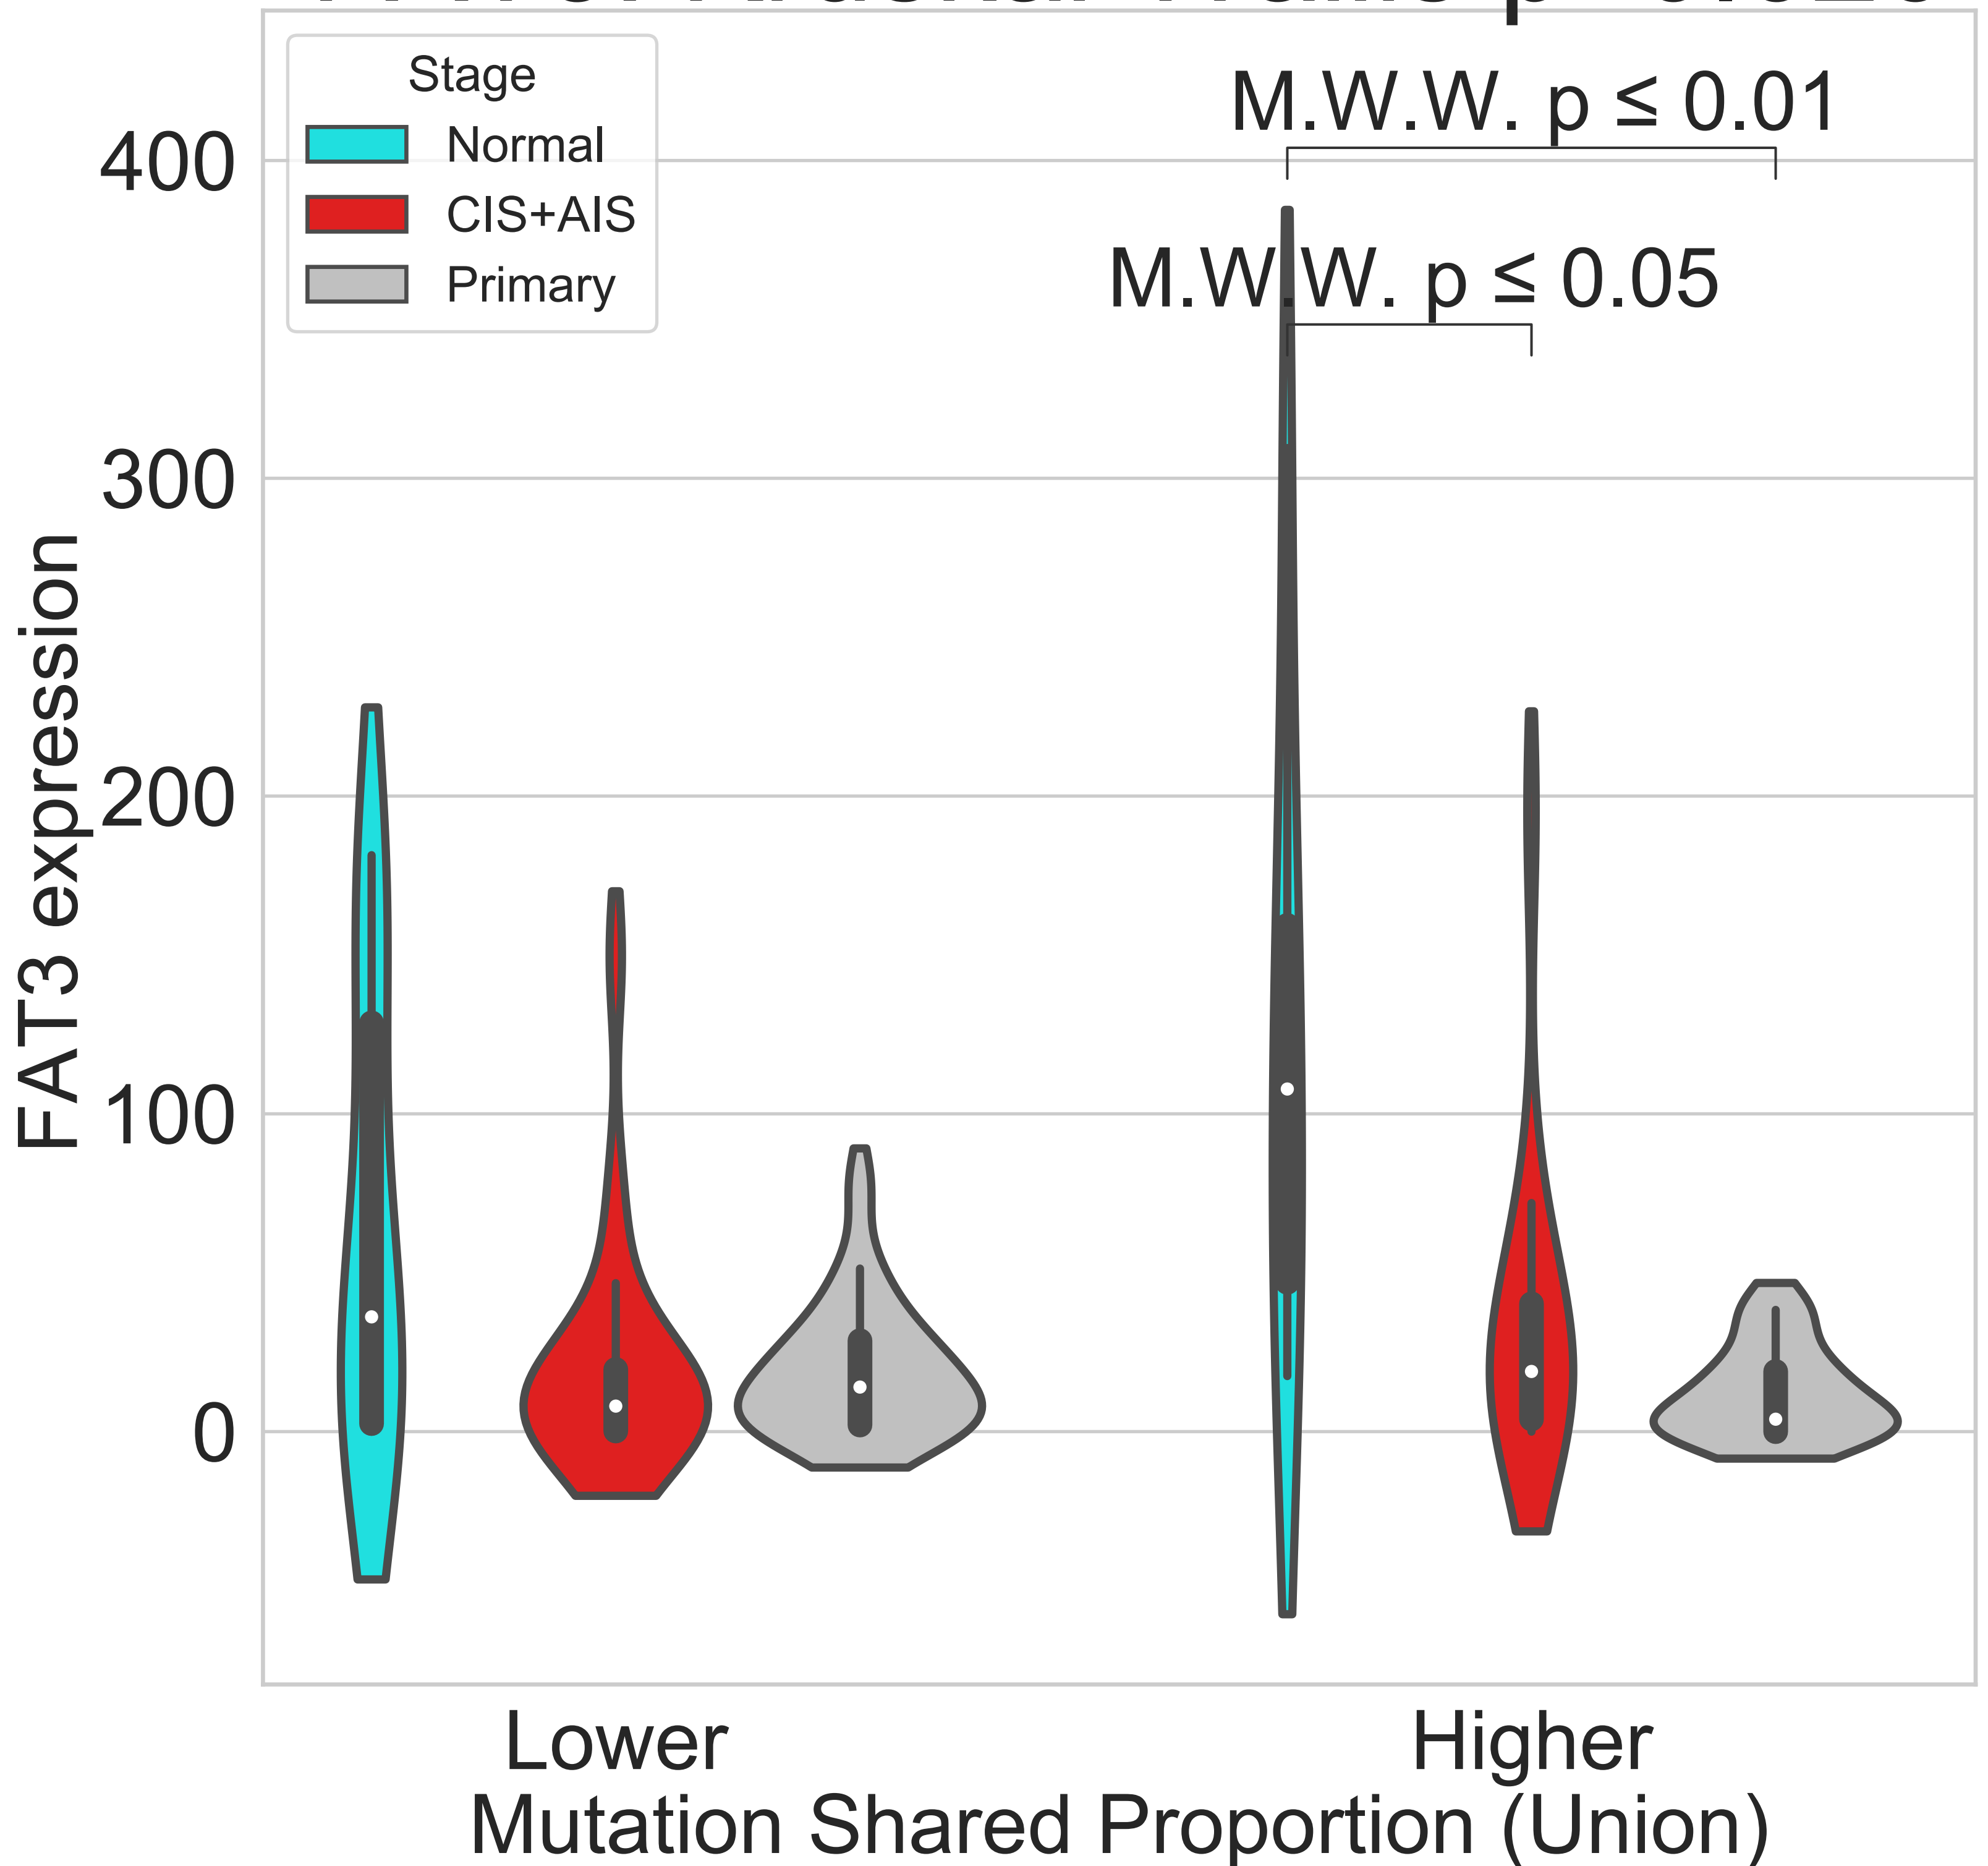 Stage
Normal
CIS+AIS
Primary
M.W.W. p ≤ 0.01
M.W.W. p ≤ 0.05
400
300
200
100
0
FAT3 expression
Lower
Higher
Mutation Shared Proportion (Union)